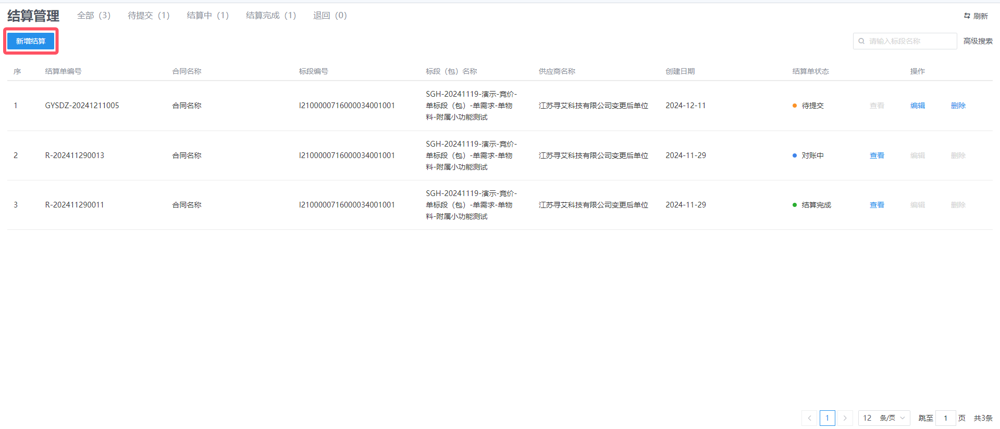 结算管理 全部（3） 待提交（1） 结算中（1） 结算完成（1） 退回（0） 刷新
新增结算 请输入标段名称 高级搜索
序 结算单编号 合同名称 标段编号 标段（包）名称 供应商名称 创建日期 结算单状态 操作
1 GYSDZ-20241211005 合同名称 I2100000716000034001001 SGH-20241119-演示-竞价-
单标段（包）-单需求-单物
料-附属小功能测试 江苏寻艾科技有限公司变更后单位 2024-12-11 待提交 查看 编辑 删除
2 R-202411290013 合同名称 I2100000716000034001001 SGH-20241119-演示-竞价-
单标段（包）-单需求-单物
料-附属小功能测试 江苏寻艾科技有限公司变更后单位 2024-11-29 对账中 查看 编辑 删除
3 R-202411290011 合同名称 I2100000716000034001001 SGH-20241119-演示-竞价-
单标段（包）-单需求-单物
料-附属小功能测试 江苏寻艾科技有限公司变更后单位 2024-11-29 结算完成 查看 编辑 删除
1 12 条/页 跳至 1 页 共3条